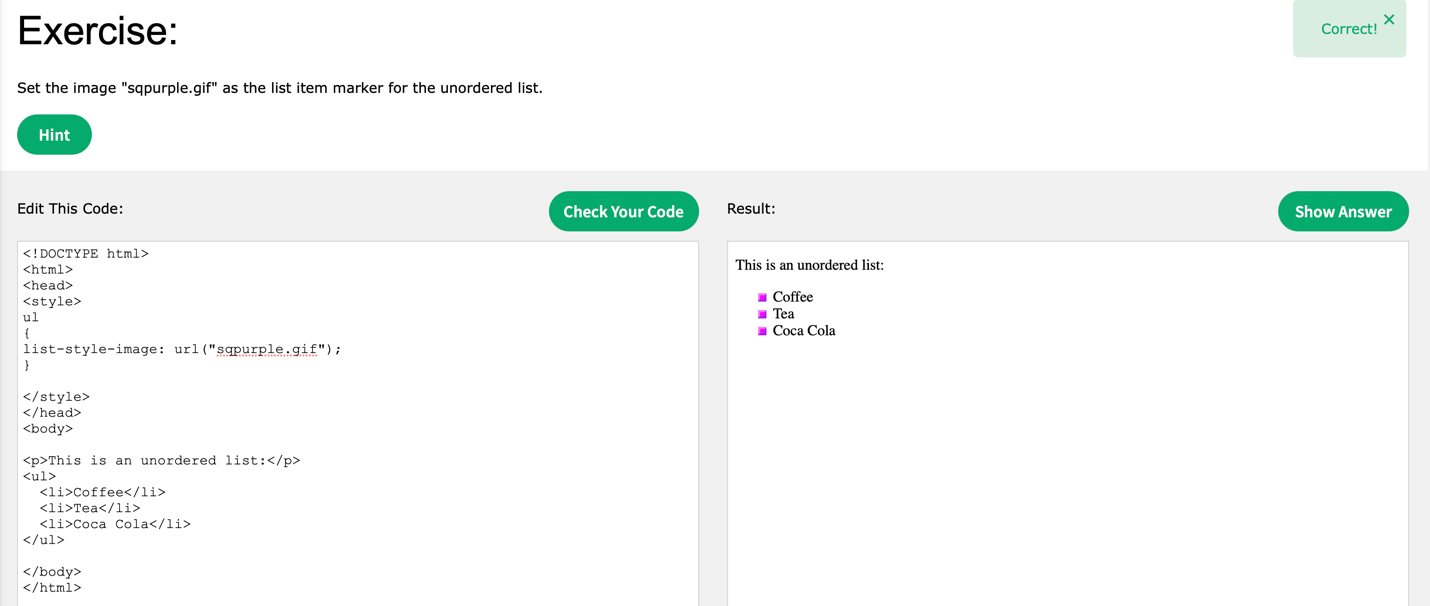 Exercise:
Correct!
×
Set the image "sqpurple.gif" as the list item marker for the unordered list.
Hint
Edit This Code:
Check Your Code
Result:
Show Answer
<!DOCTYPE html>
<html>
<head>
<style>
ul
{
list-style-image: url("sqpurple.gif");
}
</style>
</head>
<body>
<p>This is an unordered list:</p>
<ul>
  <li>Coffee</li>
  <li>Tea</li>
  <li>Coca Cola</li>
</ul>
</body>
</html>
This is an unordered list:
Coffee
Tea
Coca Cola